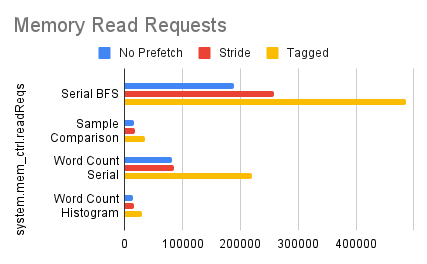 Memory Read Requests
No Prefetch Stride Tagged
system.mem_ctrl.readReqs
Serial BFS
Sample
Comparison
Word Count
Serial
Word Count
Histogram
0 100000 200000 300000 400000